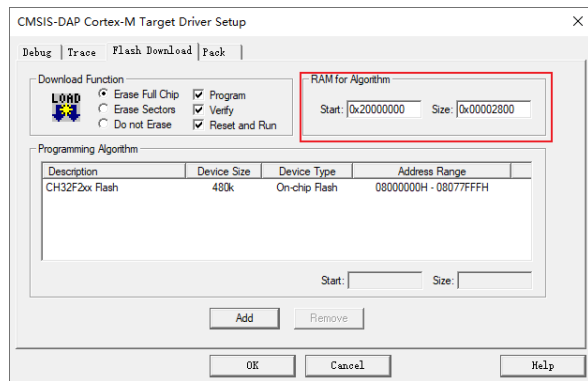 CMSIS-DAP Cortex-M Target Driver Setup
Debug Trace Flash Download Pack
Download Function
LOAD
Erase Full Chip Program
Erase Sectors Verify
Do not Erase Reset and Run
RAM for Algorithm
Start: 0x20000000 Size: 0x00002800
Programming Algorithm
Description Device Size Device Type Address Range
CH32F2xx Flash 480k On-chip Flash 08000000H - 08077FFFH
Start: Size:
Add Remove
OK Cancel Help